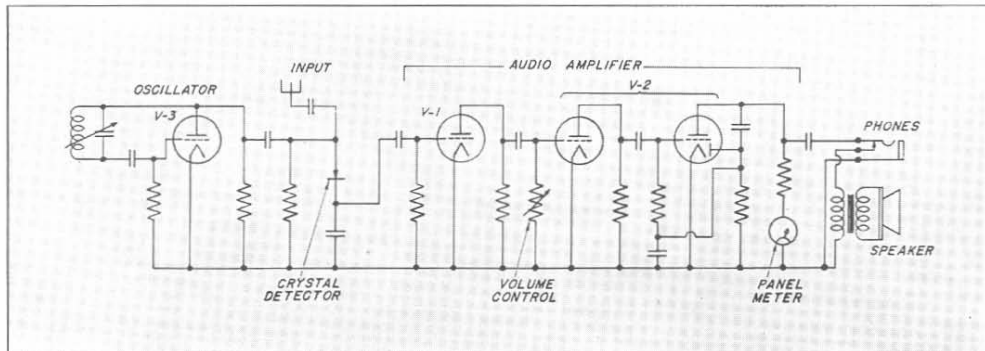 AUDIO AMPLIFIER
INPUT
OSCILLATOR
V-3
V-1
V-2
PHONES
SPEAKER
CRYSTAL
DETECTOR
VOLUME
CONTROL
PANEL
METER